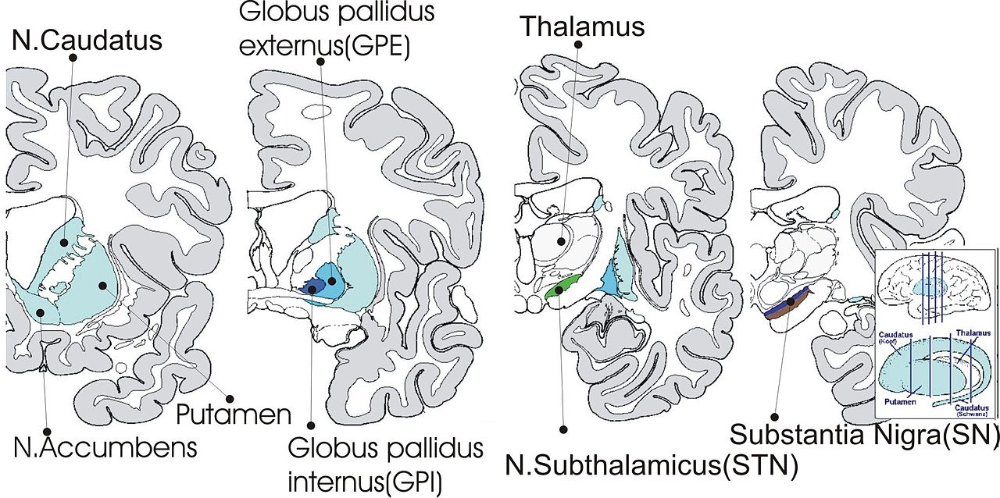 N.Caudatus
Globus pallidus
externus(GPE)
Thalamus
Putamen
N.Accumbens
Globus pallidus
internus(GPI)
N.Subthalamicus(STN)
Substantia Nigra(SN)
Caudatus
(Kopf)
Thalamus
Putamen
Caudatus
(Schwanz)